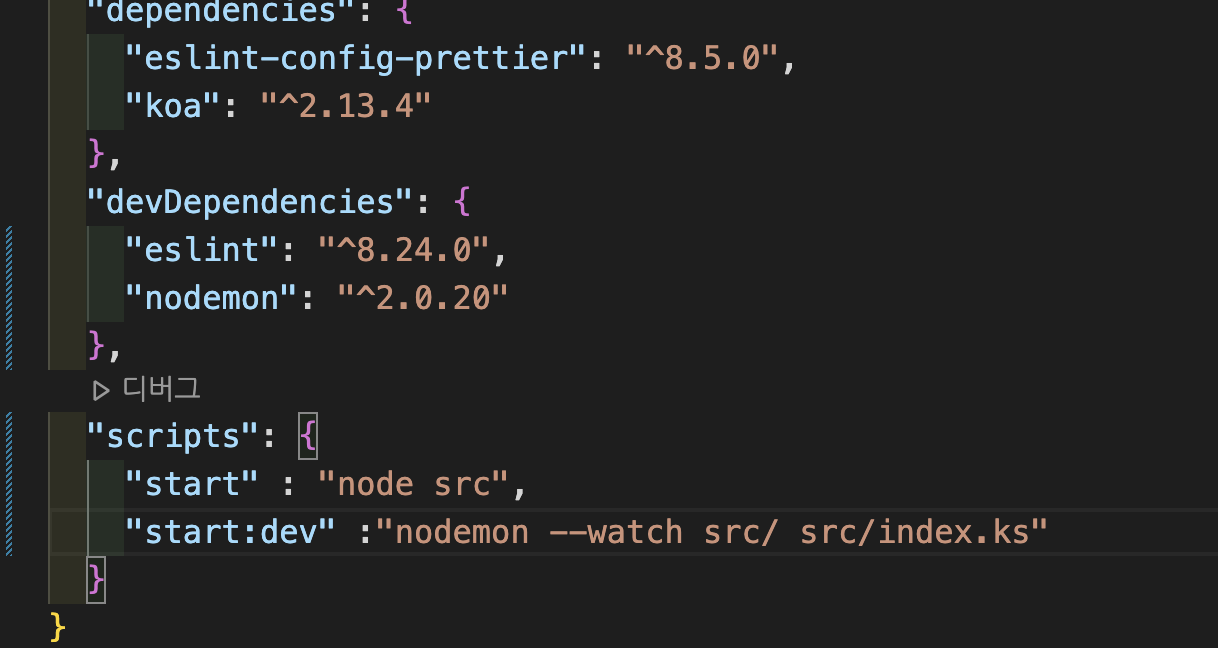 "dependencies": {
"eslint-config-prettier": "^8.5.0",
"koa": "^2.13.4"
},
"devDependencies": {
"eslint": "^8.24.0",
"nodemon": "^2.0.20"
},
디버그
"scripts": {
"start" : "node src",
"start:dev" :"nodemon --watch src/ src/index.ks"
}
}